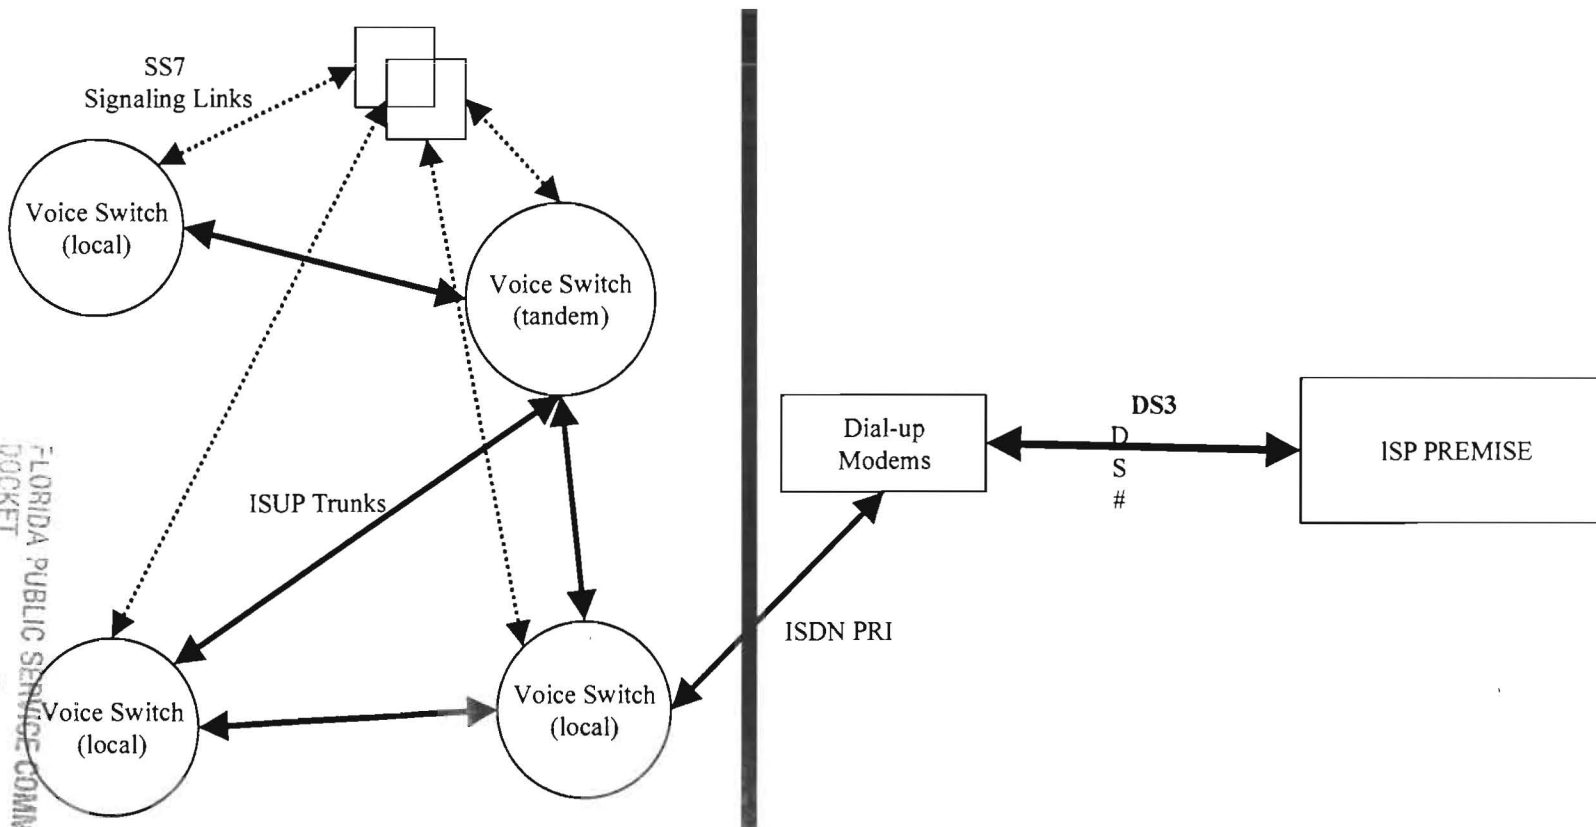 SS7
Signaling Links
Voice Switch
(local)
Voice Switch
(tandem)
ISUP Trunks
Voice Switch
(local)
Voice Switch
(local)
ISDN PRI
Dial-up
Modems
DS3
D
S
#
ISP PREMISE
FLORIDA PUBLIC SERVICE COMM
DOCKET